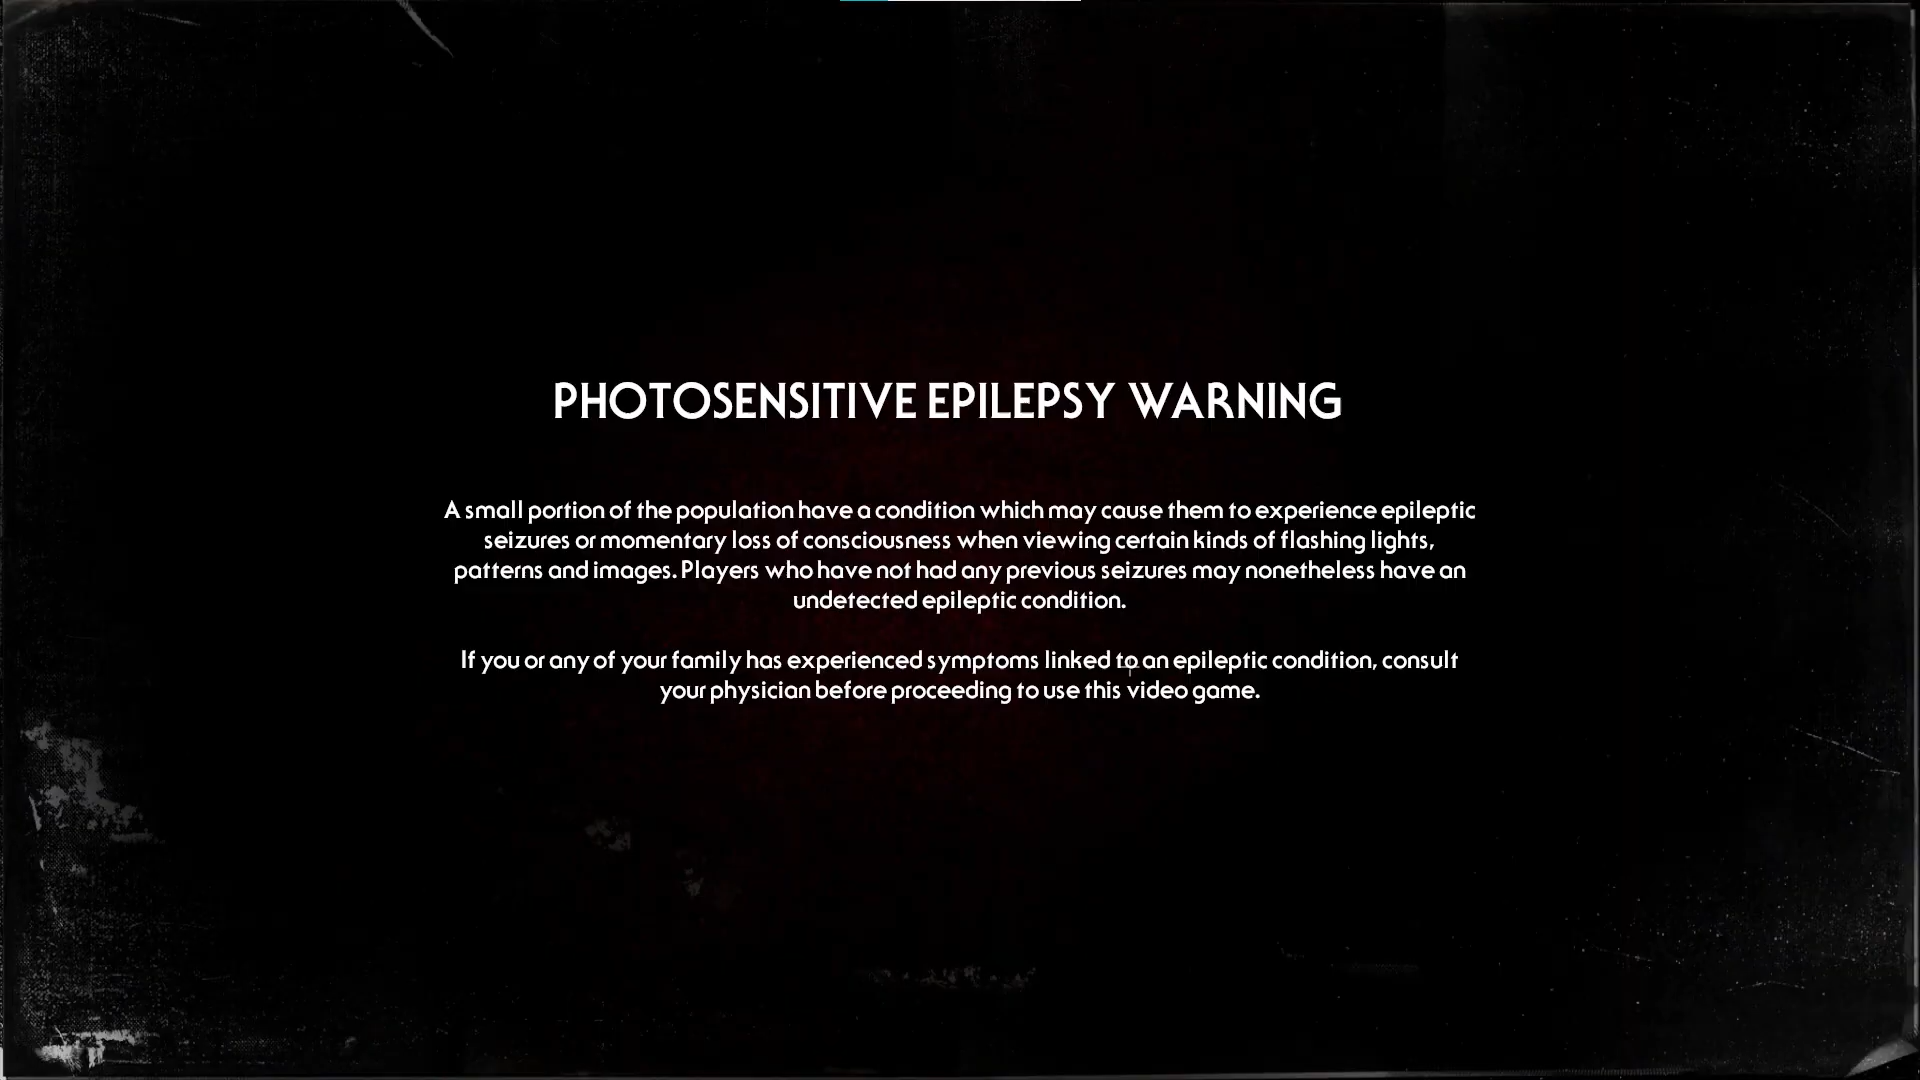 PHOTOSENSITIVE EPILEPSY WARNING
A small portion of the population have a condition which may cause them to experience epileptic
seizures or momentary loss of consciousness when viewing certain kinds of flashing lights,
patterns and images. Players who have not had any previous seizures may nonetheless have an
undetected epileptic condition.
If you or any of your family has experienced symptoms linked to an epileptic condition, consult
your physician before proceeding to use this video game.